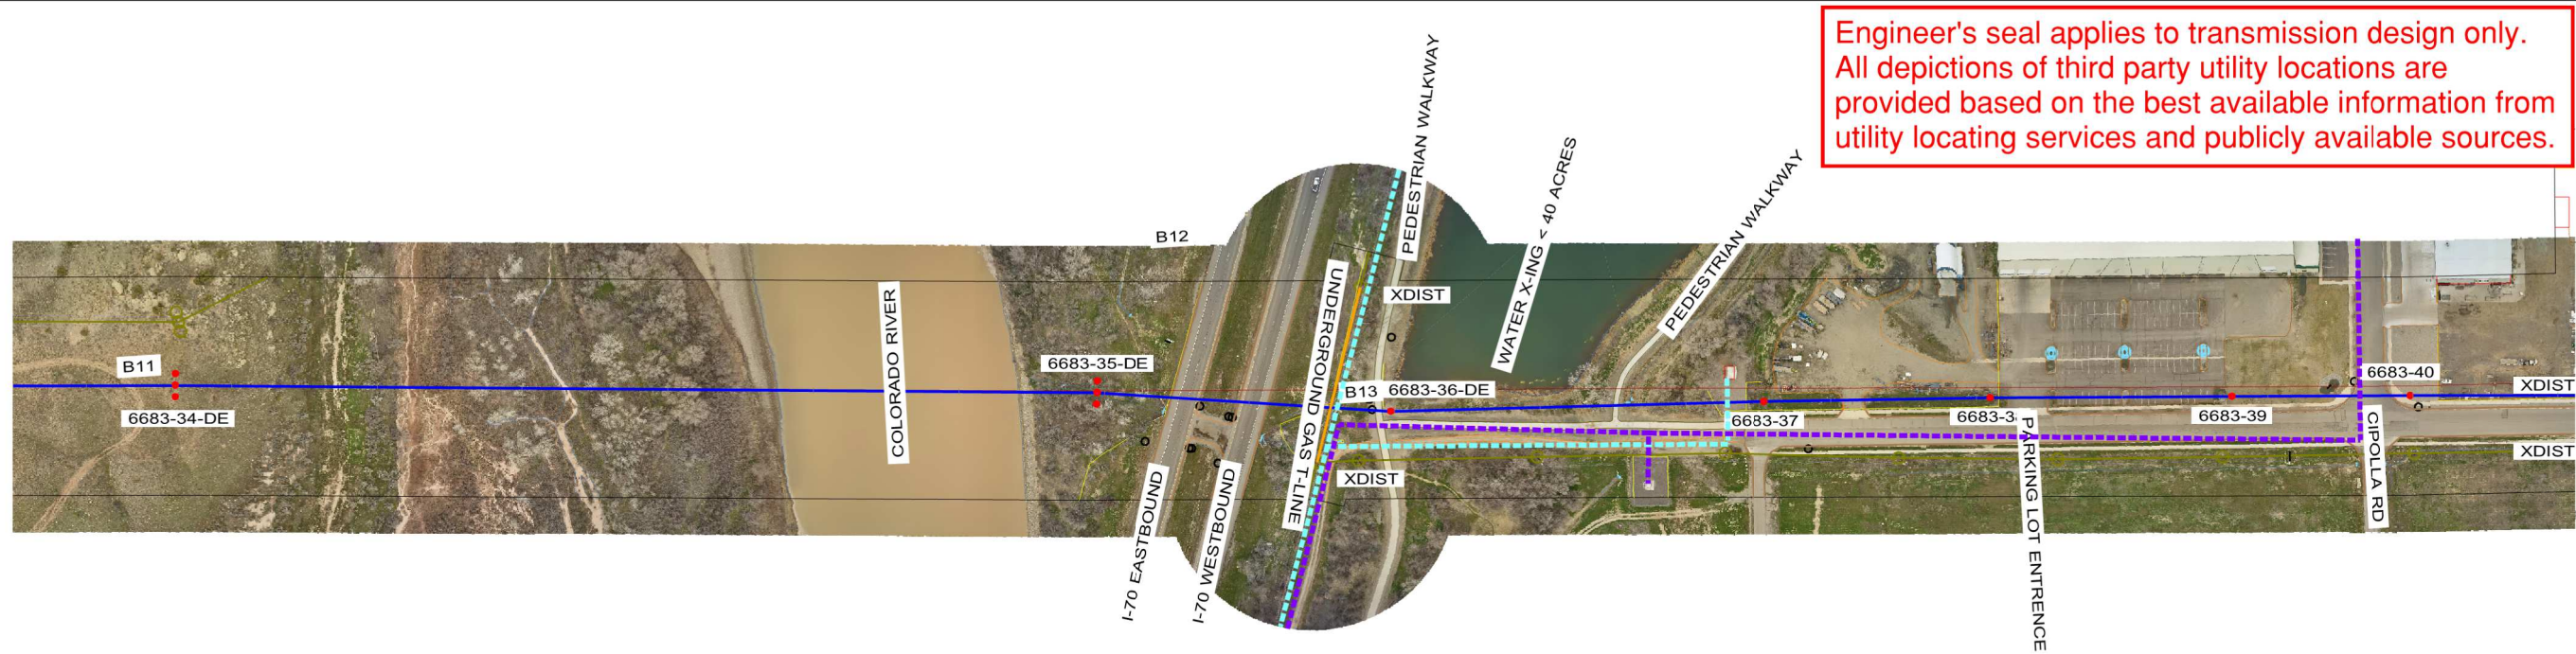 Engineer's seal applies to transmission design only.
All depictions of third party utility locations are
provided based on the best available information from
utility locating services and publicly available sources.
PEDESTRIAN WALKWAY
WATER X-ING < 40 ACRES
PEDESTRIAN WALKWAY
B12
UNDERGROUND GAS T-LINE
XDIST
COLORADO RIVER
B11
6683-34-DE
6683-35-DE
B13
6683-36-DE
6683-37
6683-3
PARKING LOT ENTRENCE
6683-39
6683-40
XDIST
CIPOLLA RD
XDIST
XDIST
I-70 EASTBOUND
I-70 WESTBOUND